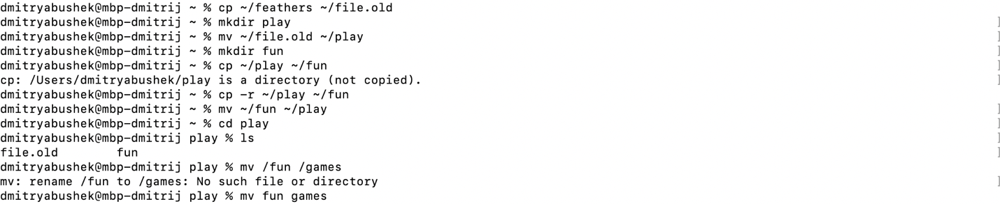 dmitryabushek@mbp-dmitrij ~ % cp ~/feathers ~/file.old
dmitryabushek@mbp-dmitrij ~ % mkdir play
dmitryabushek@mbp-dmitrij ~ % mv ~/file.old ~/play
dmitryabushek@mbp-dmitrij ~ % mkdir fun
dmitryabushek@mbp-dmitrij ~ % cp ~/play ~/fun
cp: /Users/dmitryabushek/play is a directory (not copied).
dmitryabushek@mbp-dmitrij ~ % cp -r ~/play ~/fun
dmitryabushek@mbp-dmitrij ~ % mv ~/fun ~/play
dmitryabushek@mbp-dmitrij ~ % cd play
dmitryabushek@mbp-dmitrij play % ls
file.old        fun
dmitryabushek@mbp-dmitrij play % mv /fun /games
mv: rename /fun to /games: No such file or directory
dmitryabushek@mbp-dmitrij play % mv fun games